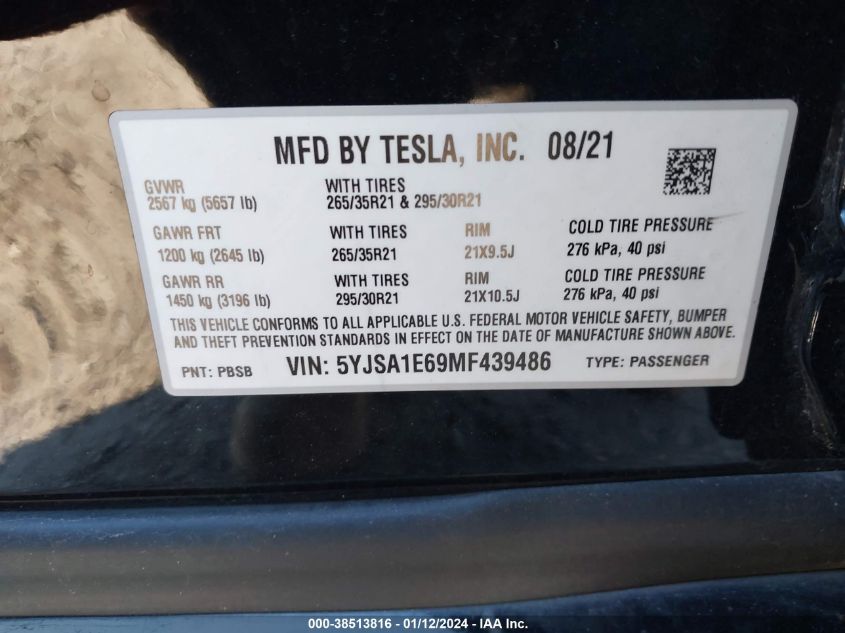 MFD BY TESLA, INC. 08/21
GVWR
2567 kg (5657 lb)
WITH TIRES
265/35R21 & 295/30R21
GAWR FRT WITH TIRES RIM COLD TIRE PRESSURE
1200 kg (2645 lb) 265/35R21 21X9.5J 276 kPa, 40 psi
GAWR RR WITH TIRES RIM COLD TIRE PRESSURE
1450 kg (3196 lb) 295/30R21 21X10.5J 276 kPa, 40 psi
THIS VEHICLE CONFORMS TO ALL APPLICABLE U.S. FEDERAL MOTOR VEHICLE SAFETY, BUMPER
AND THEFT PREVENTION STANDARDS IN EFFECT ON THE DATE OF MANUFACTURE SHOWN ABOVE.
PNT: PBSB VIN: 5YJSA1E69MF439486 TYPE: PASSENGER
000-38513816 - 01/12/2024 - IAAI Inc.